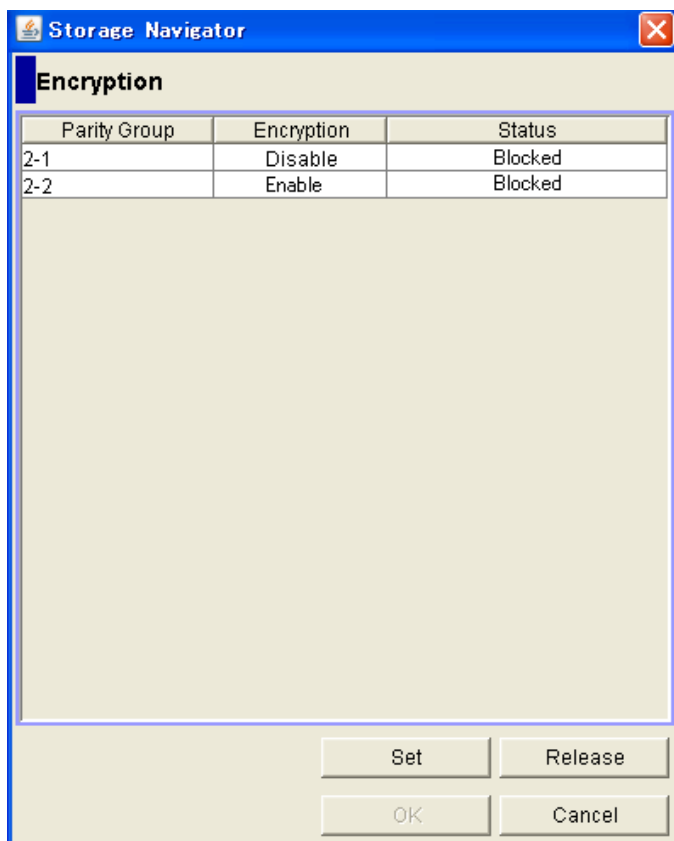 Storage Navigator
Encryption
Parity Group Encryption Status
2-1 Disable Blocked
2-2 Enable Blocked
Set Release
OK Cancel